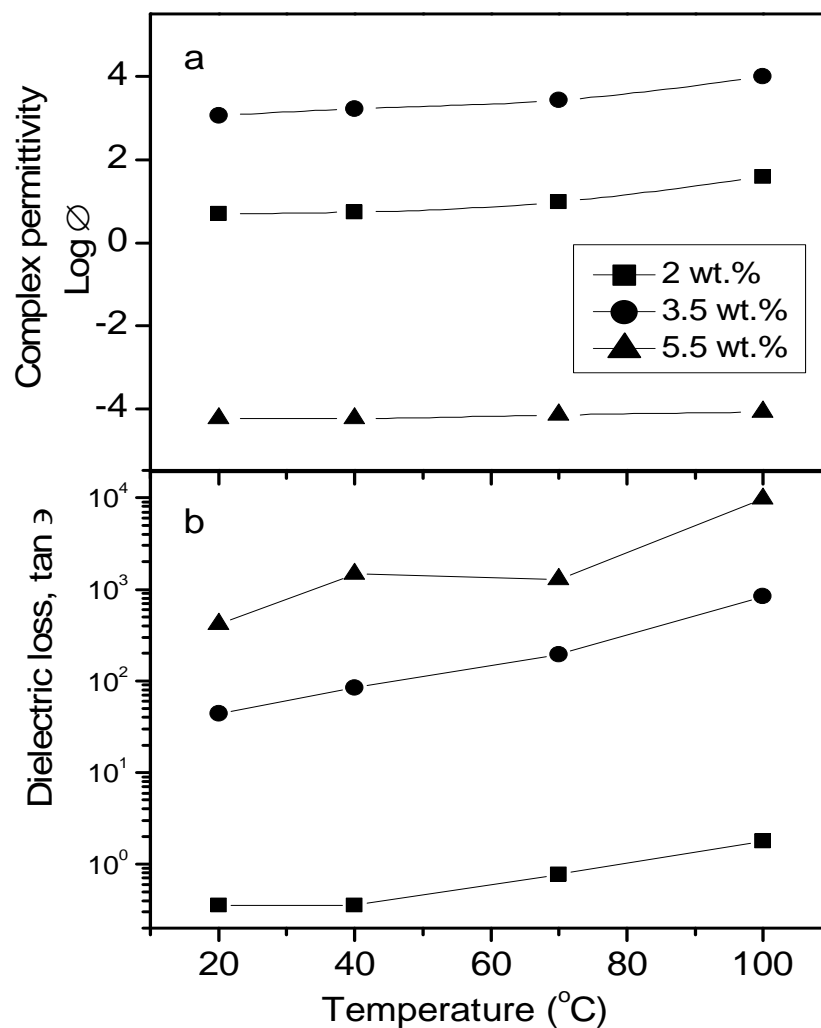 a
Complex permittivity
Log ∅
4
2
0
-2
-4
2 wt.%
3.5 wt.%
5.5 wt.%
b
Dielectric loss, tan϶
10⁴
10³
10²
10¹
10⁰
20 40 60 80 100
Temperature (°C)